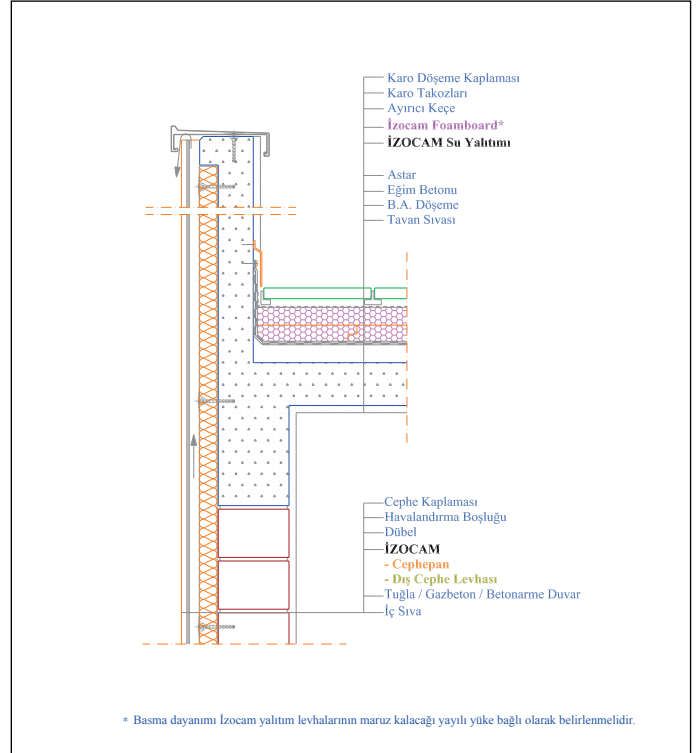 Karo Döşeme Kaplaması
Karo Takozları
Ayırıcı Keçe
İzocam Foamboard*
İZOCAM Su Yalıtımı
Astar
Eğim Betonu
B.A. Döşeme
Tavan Sıvası
Cephe Kaplaması
Havalandırma Boşluğu
Dübel
İZOCAM
- Cephepan
- Dış Cephe Levhası
Tuğla / Gazbeton / Betonarme Duvar
İç Sıva
* Basma dayanımı İzocam yalıtım levhalarının maruz kalacağı yayılı yüke bağlı olarak belirlenmelidir.